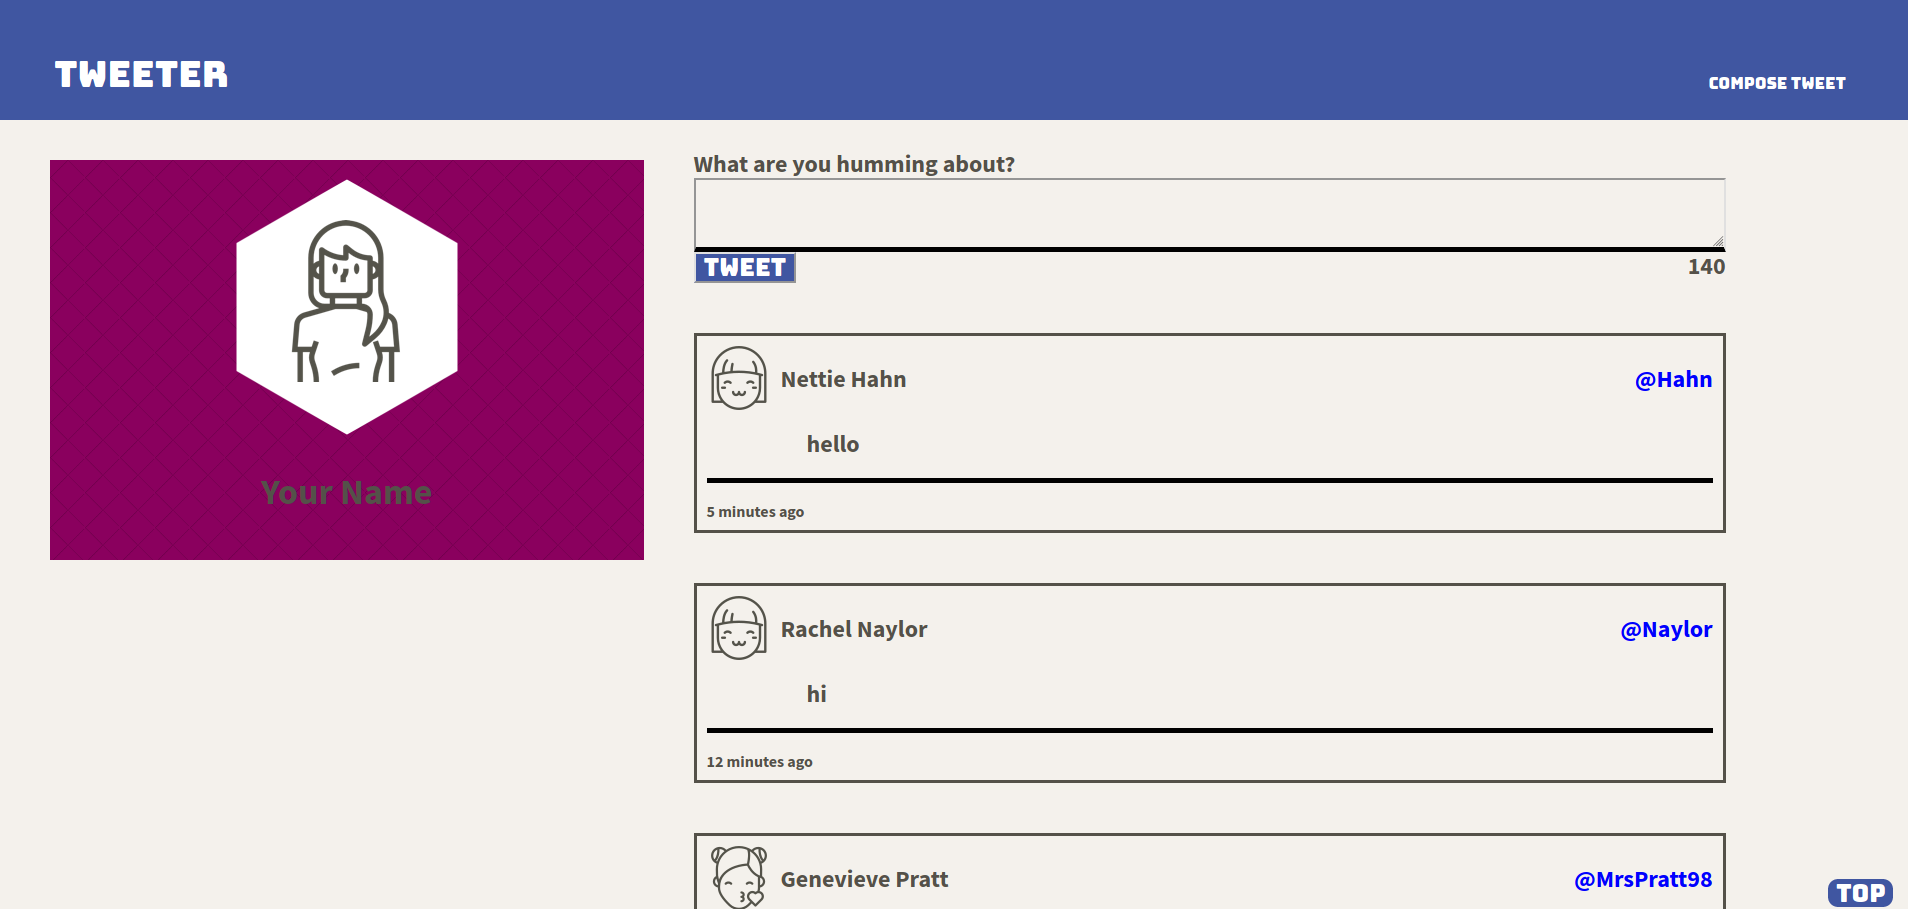 TWEETER
COMPOSE TWEET
Your Name
What are you humming about?
TWEET
140
Nettie Hahn
@Hahn
hello
5 minutes ago
Rachel Naylor
@Naylor
hi
12 minutes ago
Genevieve Pratt
@MrsPratt98
TOP